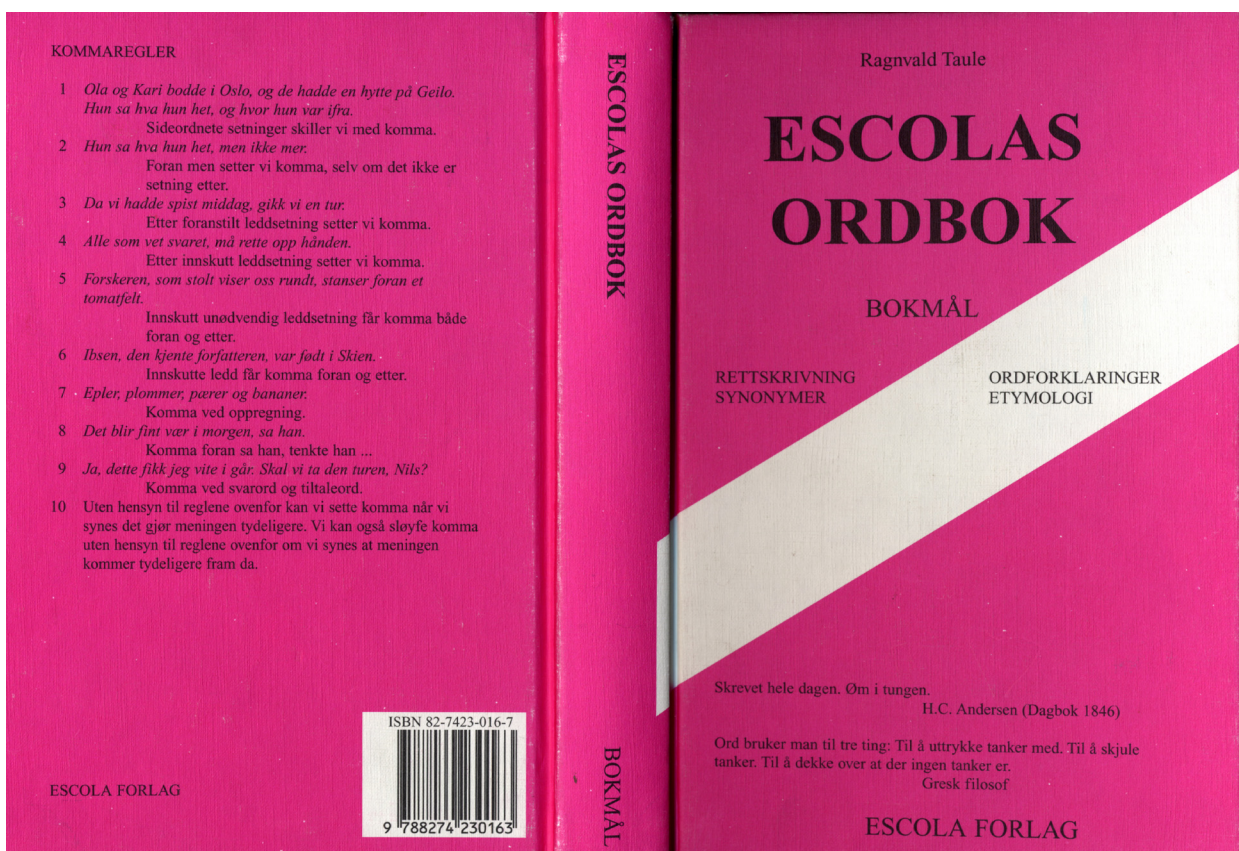 KOMMAREGLER
1 Ola og Kari bodde i Oslo, og de hadde en hytte på Geilo.
Hun sa hva hun het, og hvor hun var ifra.
Sideordnete setninger skiller vi med komma.
2 Hun sa hva hun het, men ikke mer.
Foran men setter vi komma, selv om det ikke er
setning etter.
3 Da vi hadde spist middag, gikk vi en tur.
Etter foranstilt leddsetning setter vi komma.
4 Alle som vet svaret, må rette opp hånden.
Etter innskutt leddsetning setter vi komma.
5 Forskeren, som stolt viser oss rundt, stanser foran et
tomatfelt.
Innskutt unødvendig leddsetning får komma både
foran og etter.
6 Ibsen, den kjente forfatteren, var født i Skien.
Innskutte ledd får komma foran og etter.
7 Epler, plommer, pærer og bananer.
Komma ved oppregning.
8 Det blir fint vær i morgen, sa han.
Komma foran sa han, tenkte han ...
9 Ja, dette fikk jeg vite i går. Skal vi ta den turen, Nils?
Komma ved svarord og tiltaleord.
10 Uten hensyn til reglene ovenfor kan vi sette komma når vi
synes det gjør meningen tydeligere. Vi kan også sløyfe komma
uten hensyn til reglene ovenfor om vi synes at meningen
kommer tydeligere fram da.
ESCOLA FORLAG
ISBN 82-7423-016-7
9 788274 230163
ESCOLAS ORDBOK
BOKMÅL
Ragnvald Taule
ESCOLAS
ORDBOK
BOKMÅL
RETTSKRIVNING
SYNONYMER
ORDFORKLARINGER
ETYMOLOGI
Skrevet hele dagen. Øm i tungen.
H.C. Andersen (Dagbok 1846)
Ord bruker man til tre ting: Til å uttrykke tanker med. Til å skjule
tanker. Til å dekke over at der ingen tanker er.
Gresk filosof
ESCOLA FORLAG